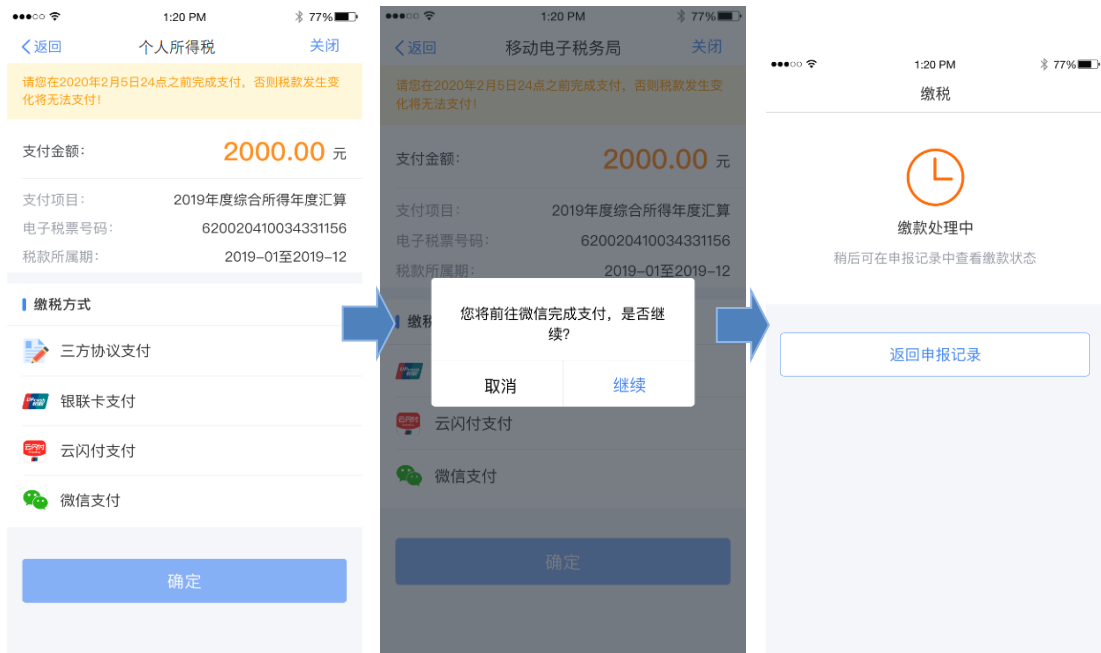 1:20 PM
77%
返回
个人所得税
关闭
请您在2020年2月5日24点之前完成支付，否则税款发生变
化将无法支付！
支付金额：
2000.00 元
支付项目：
2019年度综合所得年度汇算
电子税票号码：
620020410034331156
税款所属期：
2019-01至2019-12
缴税方式
三方协议支付
银联卡支付
云闪付支付
微信支付
确定
1:20 PM
77%
返回
移动电子税务局
关闭
请您在2020年2月5日24点之前完成支付，否则税款发生变
化将无法支付！
支付金额：
2000.00 元
支付项目：
2019年度综合所得年度汇算
电子税票号码：
620020410034331156
税款所属期：
2019-01至2019-12
缴税
您将前往微信完成支付，是否继
续？
取消
继续
云闪付支付
微信支付
确定
1:20 PM
77%
缴税
缴款处理中
稍后可在申报记录中查看缴款状态
返回申报记录